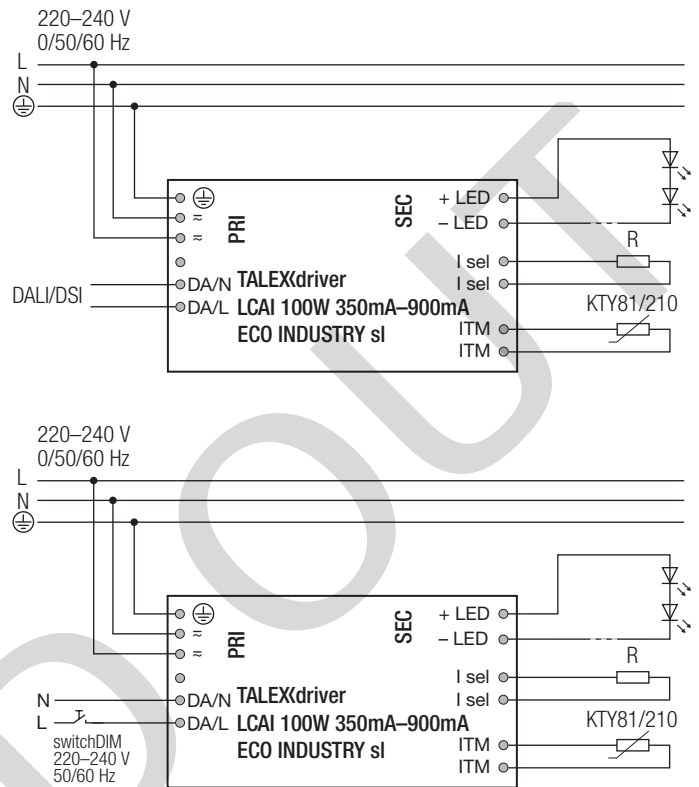 220–240 V
0/50/60 Hz
L
N
PRI
SEC
+ LED
– LED
≂
≂
I sel
I sel
R
DALI/DSI
DA/N
DA/L
TALEXXdriver
LCAI 100W 350mA–900mA
ECO INDUSTRY sl
ITM
ITM
KTY81/210
220–240 V
0/50/60 Hz
L
N
PRI
SEC
+ LED
– LED
≂
≂
I sel
I sel
R
N
L
DA/N
DA/L
TALEXXdriver
LCAI 100W 350mA–900mA
ECO INDUSTRY sl
ITM
ITM
KTY81/210
switchDIM
220–240 V
50/60 Hz
D OUT